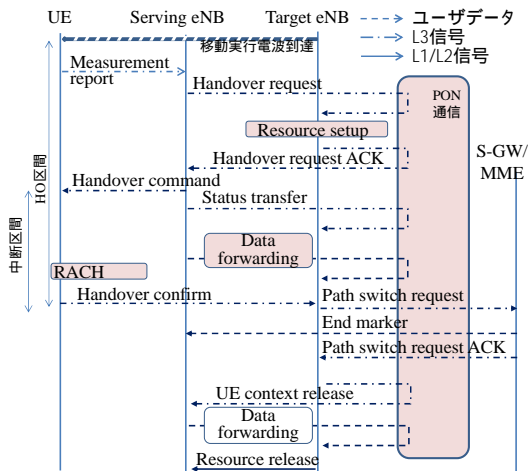 UE Serving eNB Target eNB
ユーザデータ
L3信号
L1/L2信号
移動実行電波到達
Measurement
report
Handover request
PON
通信
Resource setup
Handover request ACK
S-GW/
MME
Handover command
Status transfer
HO区間
中断区間
Data
forwarding
RACH
Handover confirm
Path switch request
End marker
Path switch request ACK
UE context release
Data
forwarding
Resource release